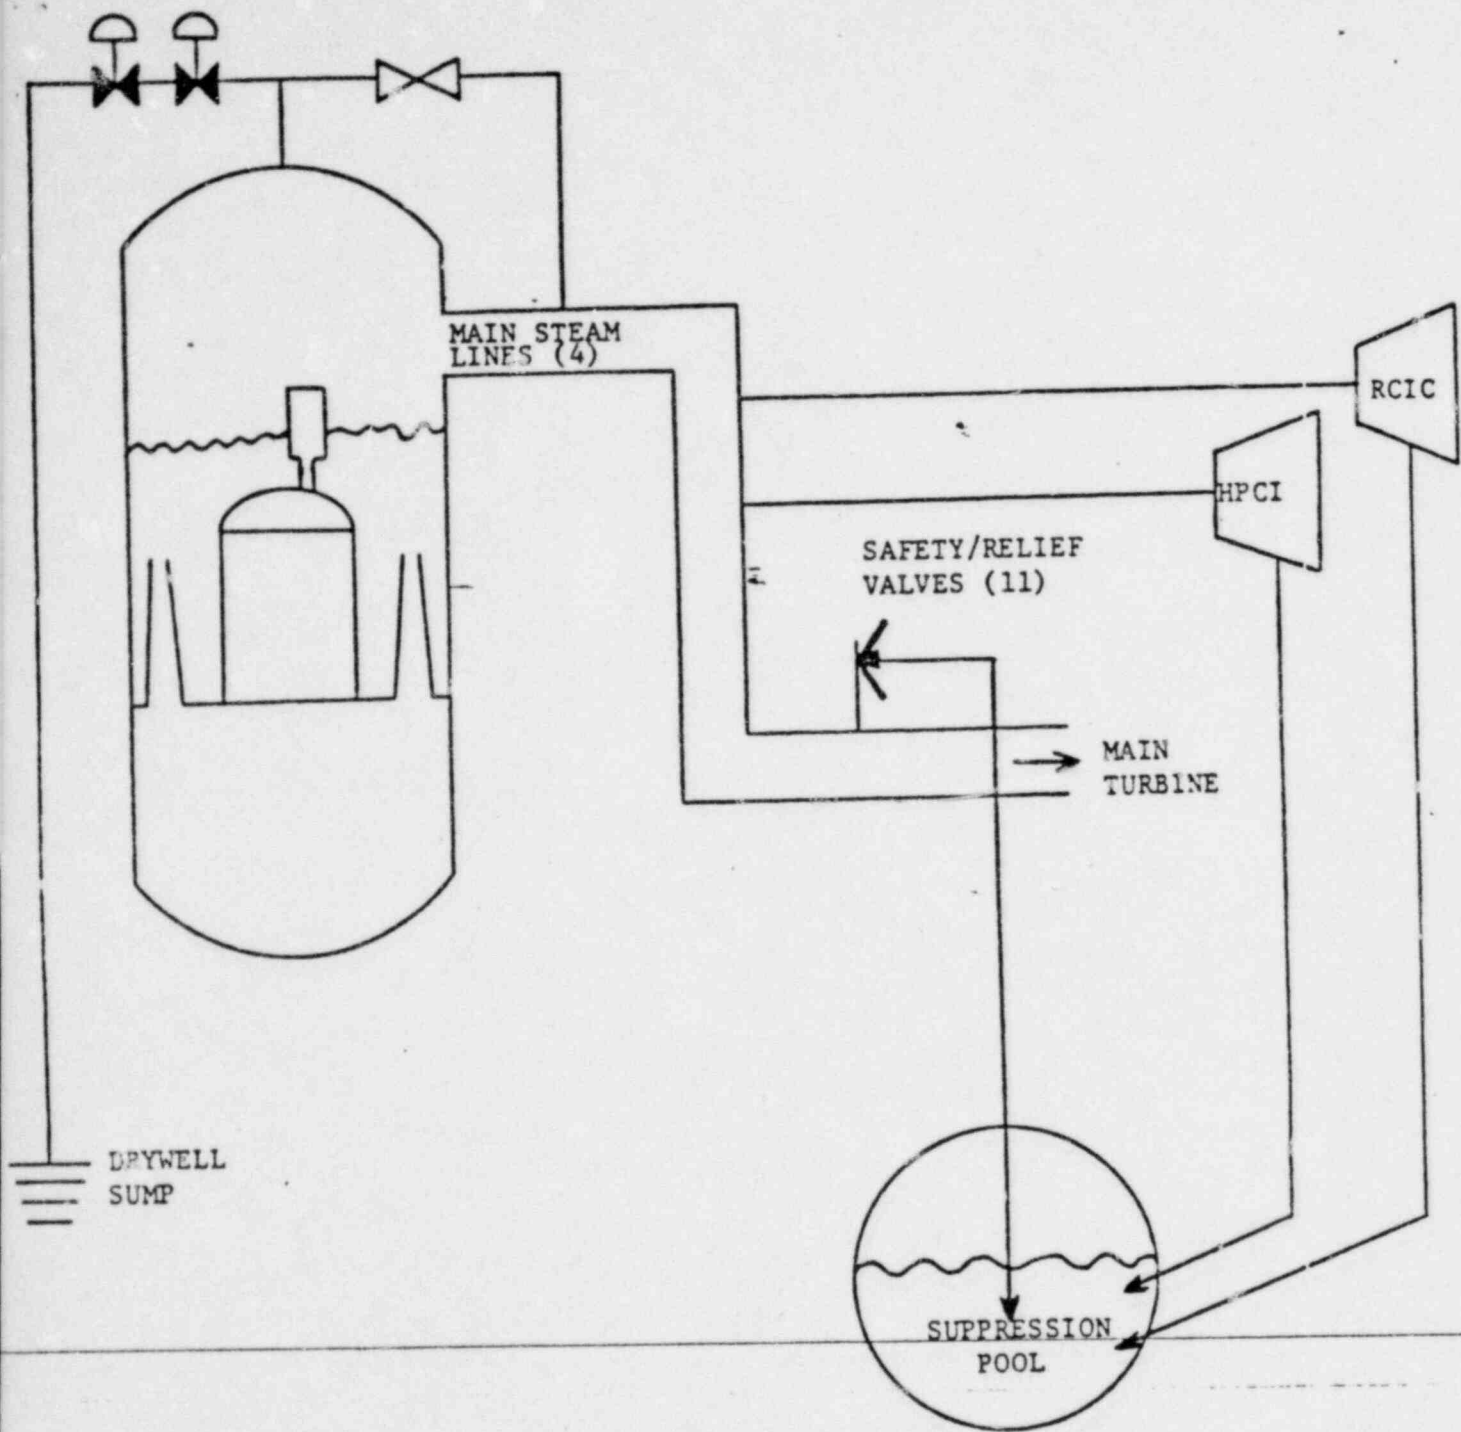 MAIN STEAM
LINES (4)
RCIC
HPCI
SAFETY/RELIEF
VALVES (11)
MAIN
TURBINE
DRYWELL
SUMP
SUPPRESSION
POOL